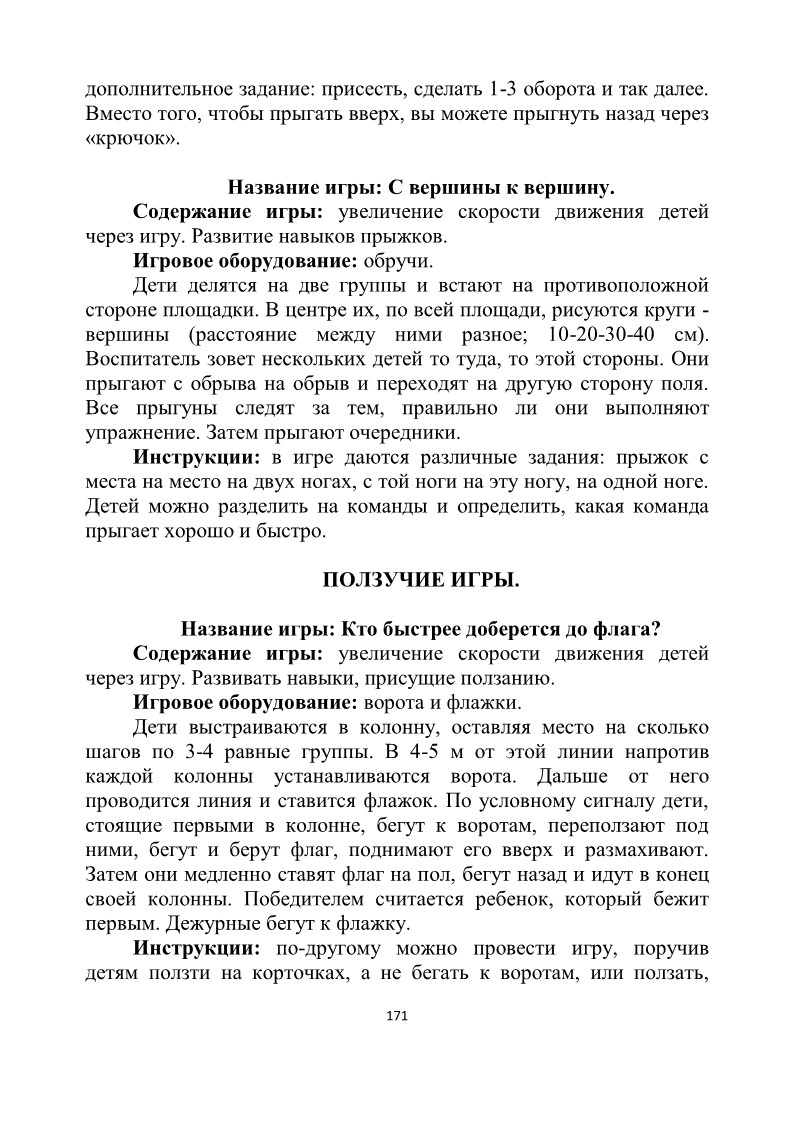 дополнительное задание: присесть, сделать 1-3 оборота и так далее.
Вместо того, чтобы прыгать вверх, вы можете прыгнуть назад через
«крючок».
Название игры: С вершины к вершину.
Содержание игры: увеличение скорости движения детей
через игру. Развитие навыков прыжков.
Игровое оборудование: обручи.
Дети делятся на две группы и встают на противоположной
стороне площадки. В центре их, по всей площади, рисуются круги -
вершины (расстояние между ними разное; 10-20-30-40 см).
Воспитатель зовет нескольких детей то туда, то этой стороны. Они
прыгают с обрыва на обрыв и переходят на другую сторону поля.
Все прыгуны следят за тем, правильно ли они выполняют
упражнение. Затем прыгают очередники.
Инструкции: в игре даются различные задания: прыжок с
места на место на двух ногах, с той ноги на эту ногу, на одной ноге.
Детей можно разделить на команды и определить, какая команда
прыгает хорошо и быстро.
ПОЛЗУЧИЕ ИГРЫ.
Название игры: Кто быстрее доберется до флага?
Содержание игры: увеличение скорости движения детей
через игру. Развивать навыки, присущие ползанию.
Игровое оборудование: ворота и флажки.
Дети выстраиваются в колонну, оставляя место на сколько
шагов по 3-4 равные группы. В 4-5 м от этой линии напротив
каждой колонны устанавливаются ворота. Дальше от него
проводится линия и ставится флажок. По условному сигналу дети,
стоящие первыми в колонне, бегут к воротам, переползают под
ними, бегут и берут флаг, поднимают его вверх и размахивают.
Затем они медленно ставят флаг на пол, бегут назад и идут в конец
своей колонны. Победителем считается ребенок, который бежит
первым. Дежурные бегут к флажку.
Инструкции: по-другому можно провести игру, поручив
детям ползти на корточках, а не бегать к воротам, или ползать,
171